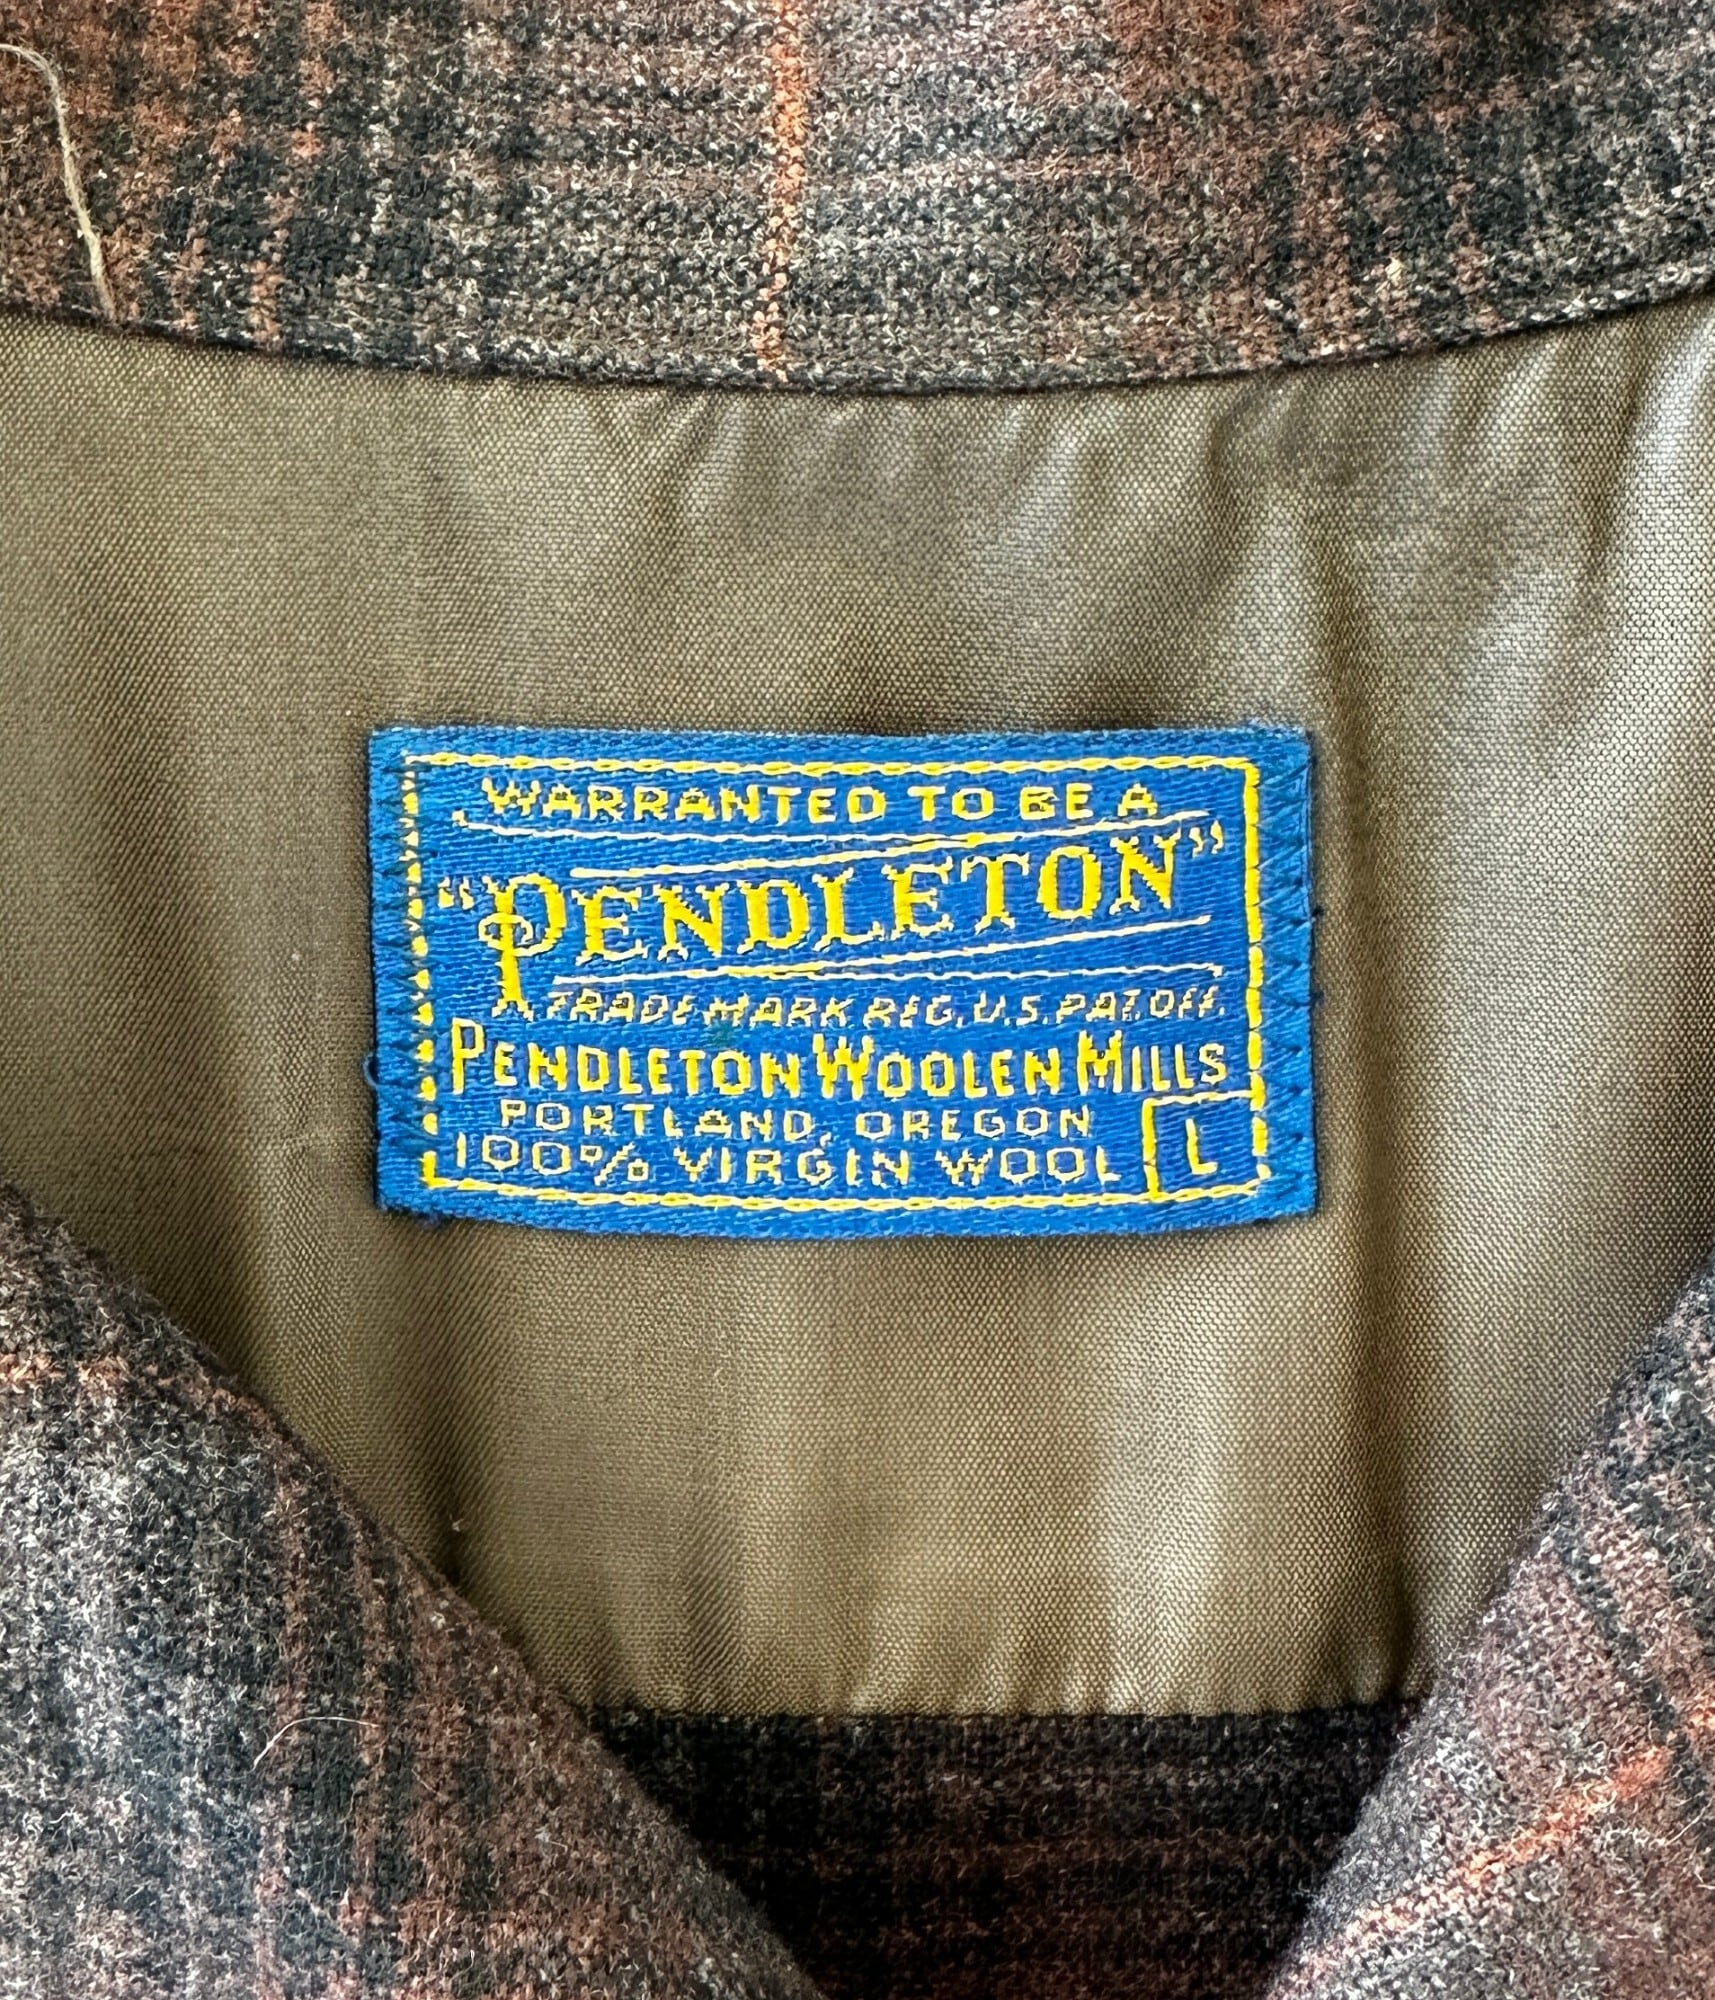 WARRANTED TO BE A
"PENDLETON"
TRADE MARK REG. U.S. PAT. OFF.
PENDLETON WOOLEN MILLS
PORTLAND, OREGON
100% VIRGIN WOOL L